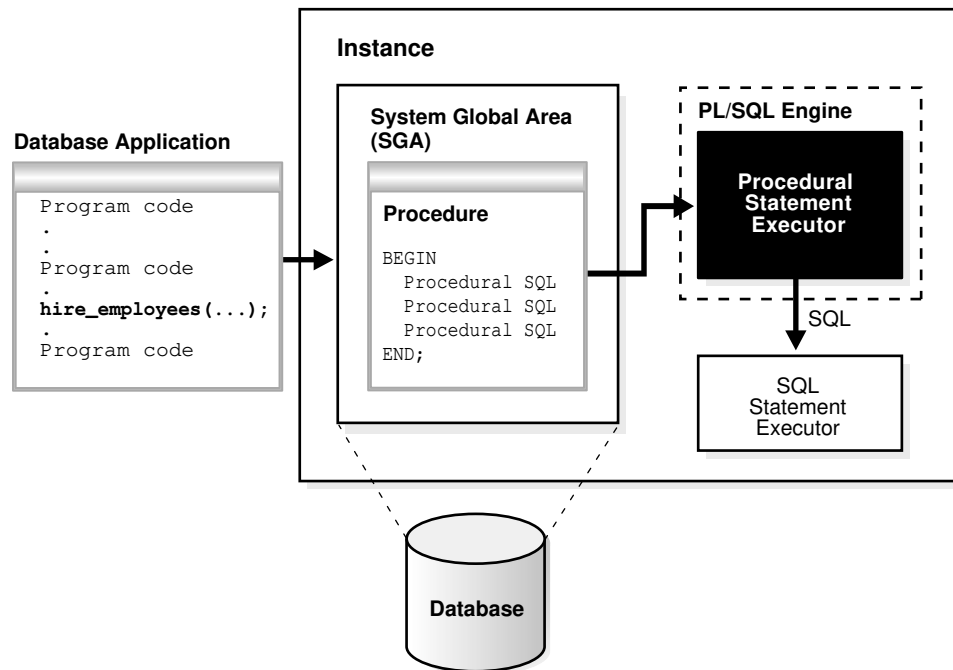 Instance
Database Application
Program code
.
.
Program code
.
hire_employees(...);
.
Program code
System Global Area
(SGA)
Procedure
BEGIN
Procedural SQL
Procedural SQL
Procedural SQL
END;
PL/SQL Engine
Procedural
Statement
Executor
SQL
SQL
Statement
Executor
Database